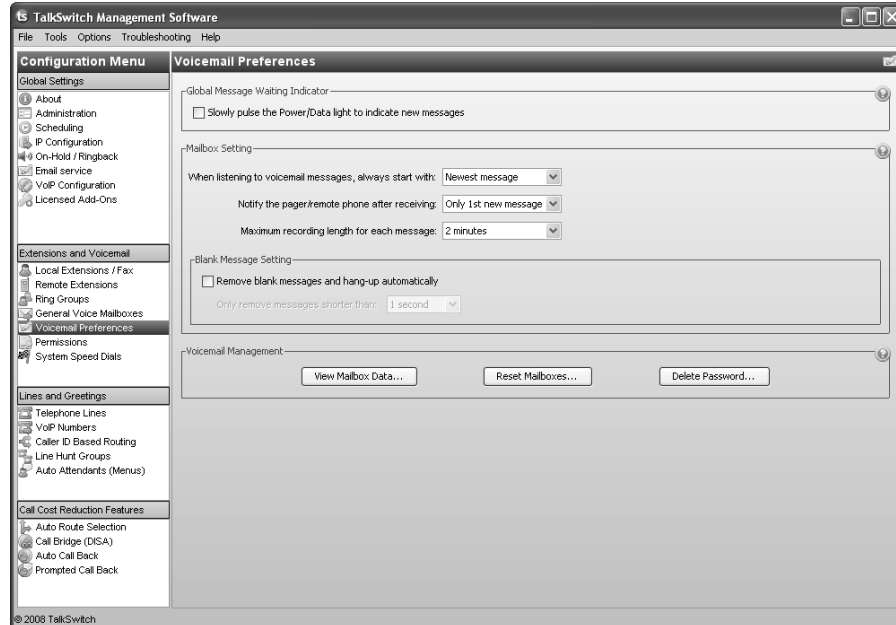 ts TalkSwitch Management Software
File Tools Options Troubleshooting Help
Configuration Menu
Global Settings
About
Administration
Scheduling
IP Configuration
On-Hold / Ringback
Email service
VoIP Configuration
Licensed Add-Ons
Extensions and Voicemail
Local Extensions / Fax
Remote Extensions
Ring Groups
General Voice Mailboxes
Voicemail Preferences
Permissions
System Speed Dials
Lines and Greetings
Telephone Lines
VoIP Numbers
Caller ID Based Routing
Line Hunt Groups
Auto Attendants (Menus)
Call Cost Reduction Features
Auto Route Selection
Call Bridge (DISA)
Auto Call Back
Prompted Call Back
Voicemail Preferences
Global Message Waiting Indicator
?
Slowly pulse the Power/Data light to indicate new messages
Mailbox Setting
?
When listening to voicemail messages, always start with: Newest message
Notify the pager/remote phone after receiving: Only 1st new message
Maximum recording length for each message: 2 minutes
Blank Message Setting
Remove blank messages and hang-up automatically
Only remove messages shorter than: 1 second
Voicemail Management
?
View Mailbox Data... Reset Mailboxes... Delete Password...
© 2008 TalkSwitch